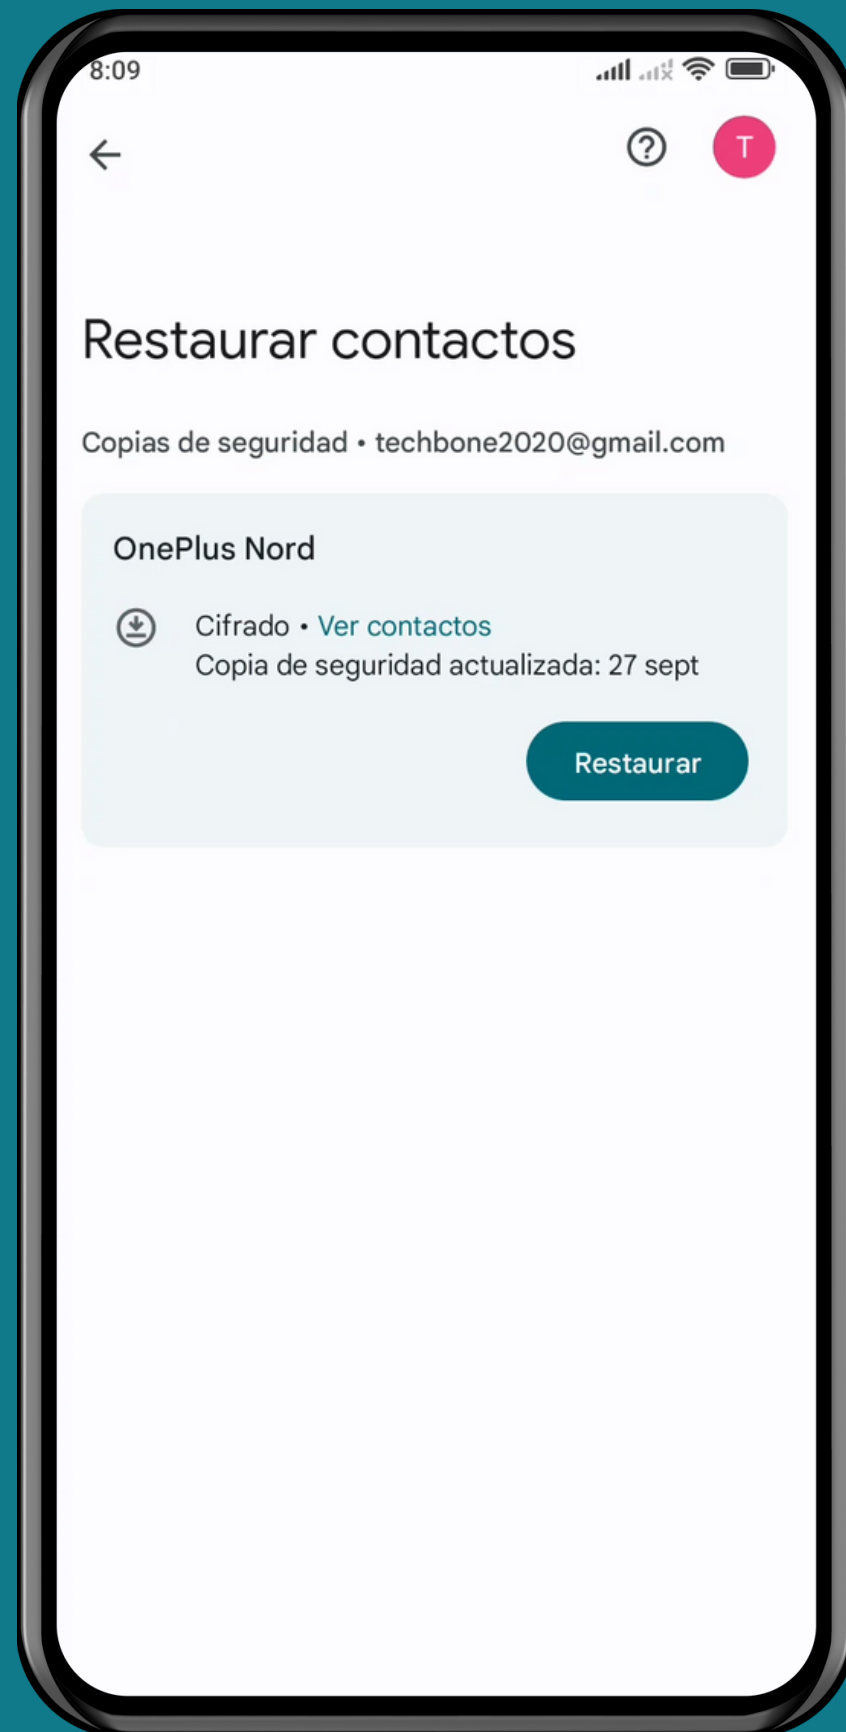 8:09
T
Restaurar contactos
Copias de seguridad • techbone2020@gmail.com
OnePlus Nord
Cifrado • Ver contactos
Copia de seguridad actualizada: 27 sept
Restaurar